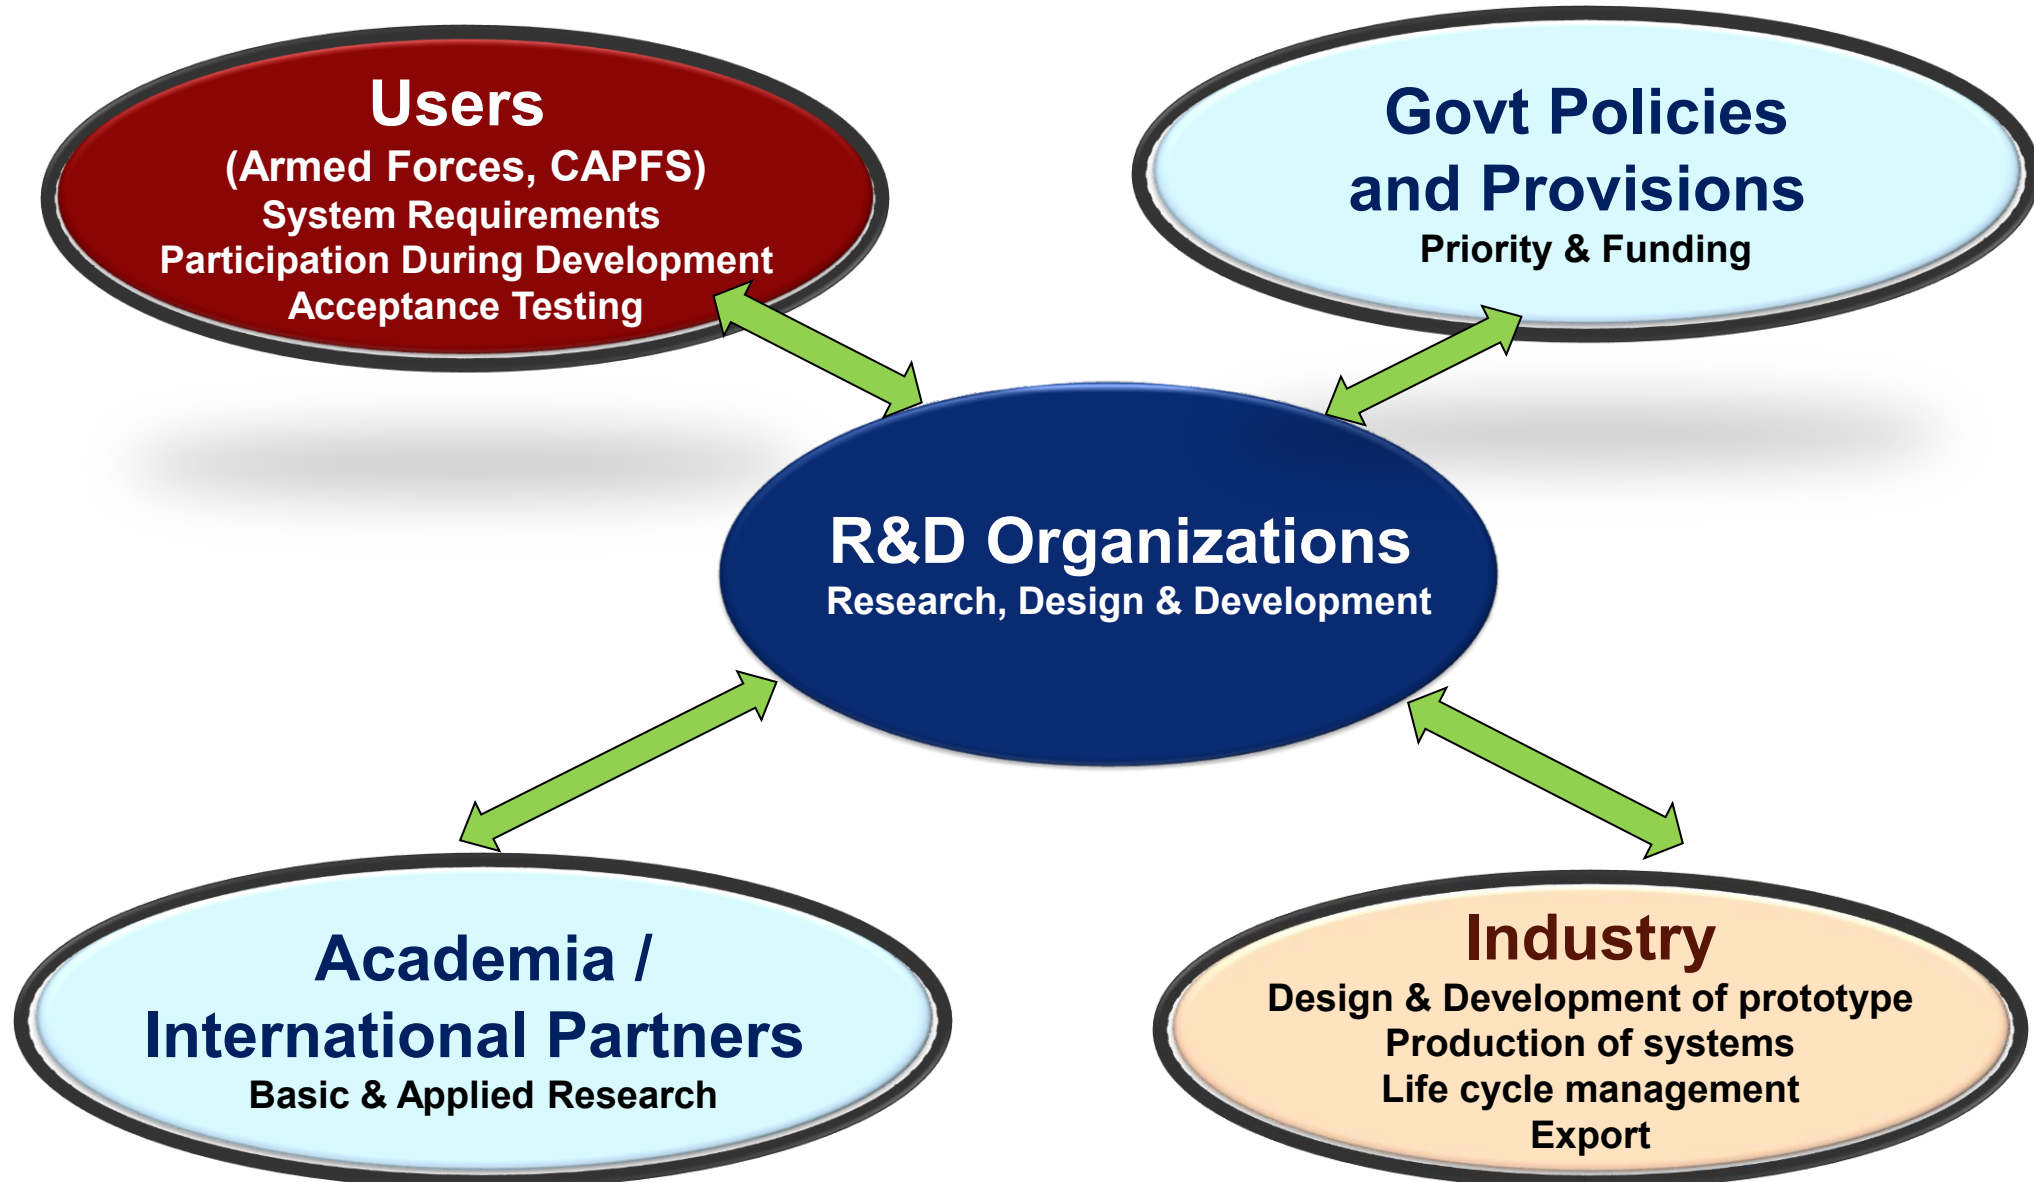 Users
(Armed Forces, CAPFS)
System Requirements
Participation During Development
Acceptance Testing
Govt Policies
and Provisions
Priority & Funding
R&D Organizations
Research, Design & Development
Academia /
International Partners
Basic & Applied Research
Industry
Design & Development of prototype
Production of systems
Life cycle management
Export